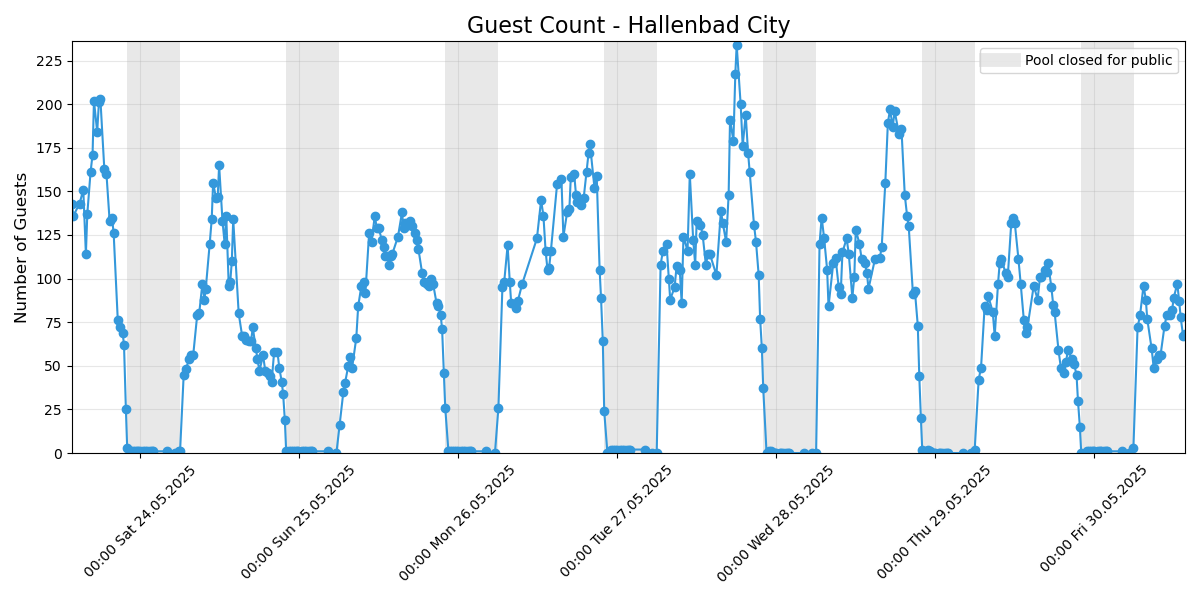 Guest Count - Hallenbad City
Pool closed for public
Number of Guests
225
200
175
150
125
100
75
50
25
0
00:00 Sat 24.05.2025
00:00 Sun 25.05.2025
00:00 Mon 26.05.2025
00:00 Tue 27.05.2025
00:00 Wed 28.05.2025
00:00 Thu 29.05.2025
00:00 Fri 30.05.2025